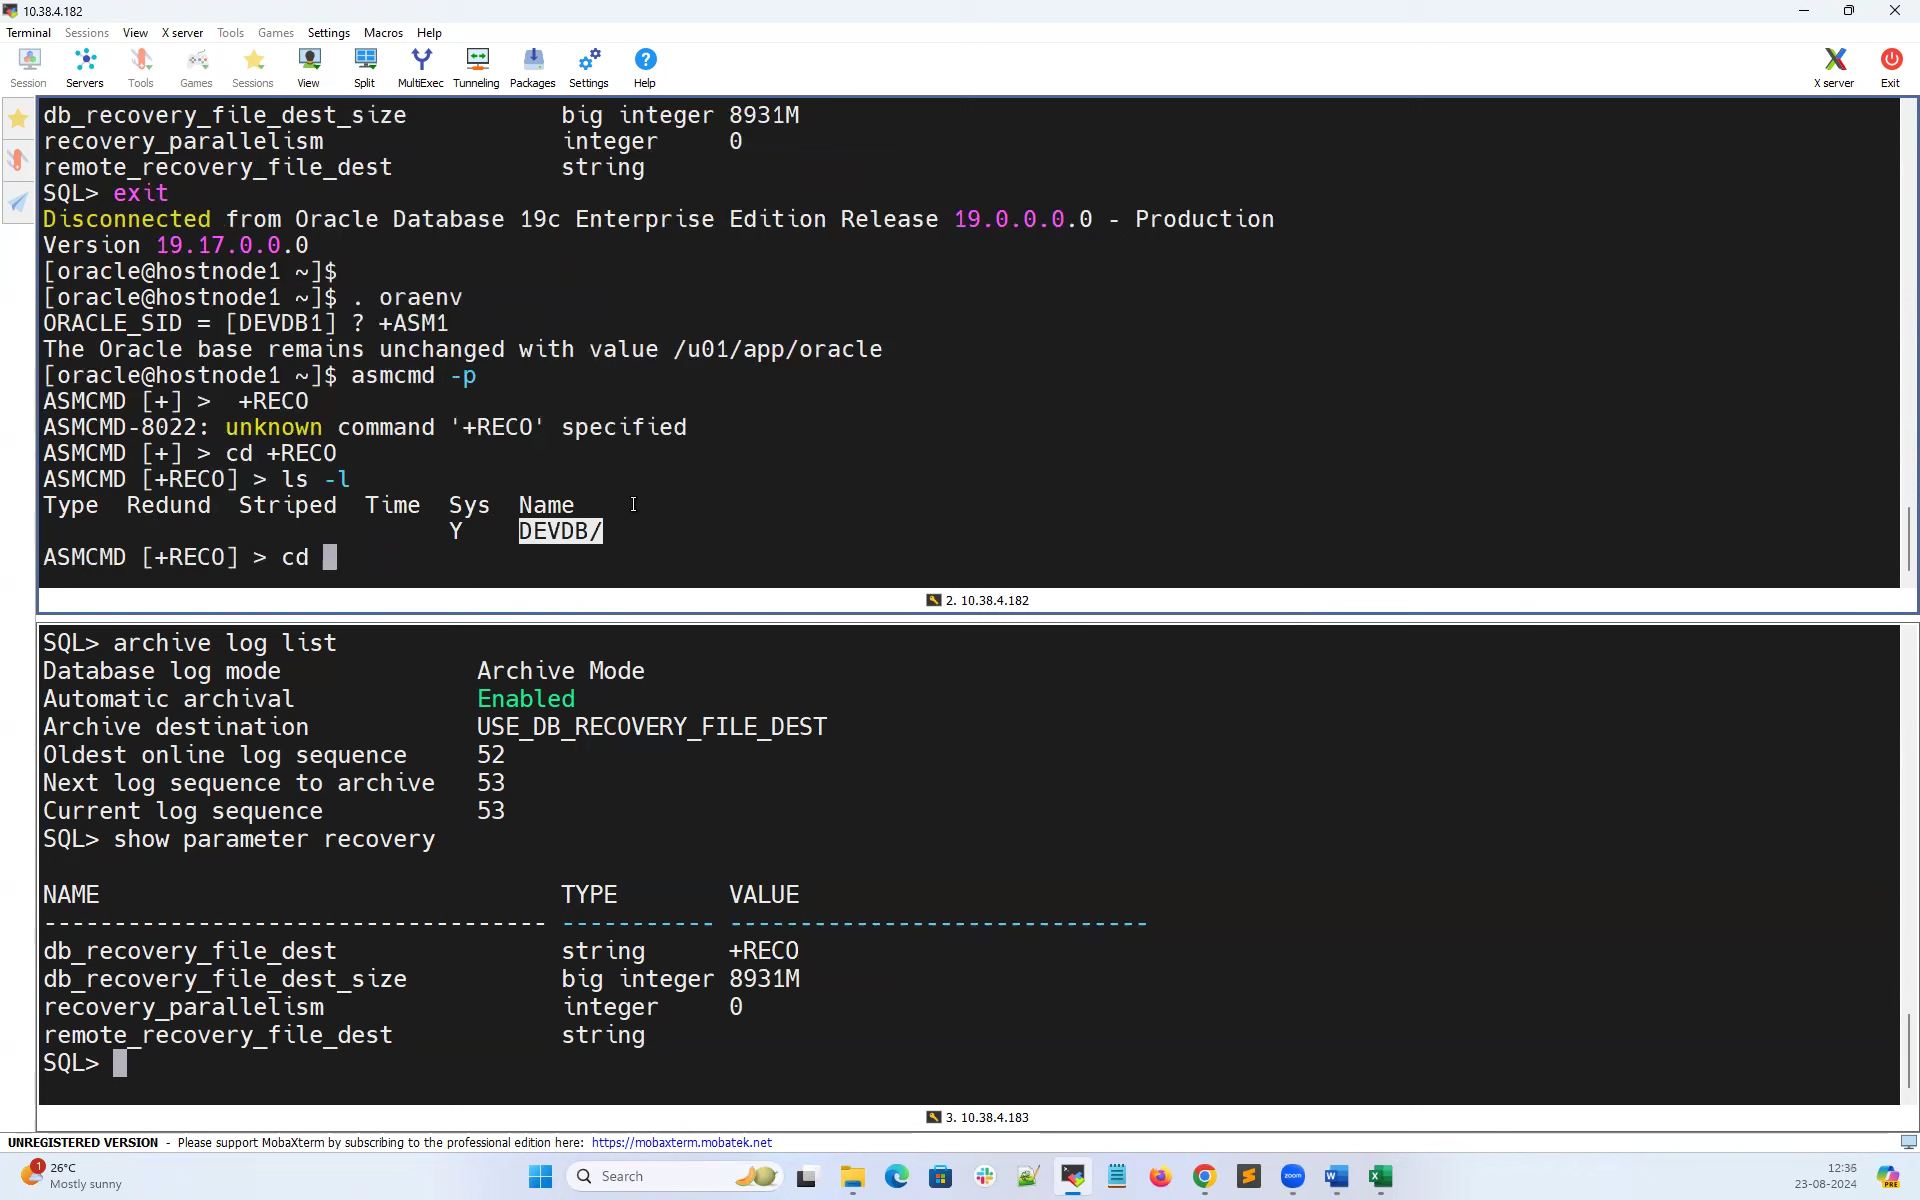 10.38.4.182
Terminal Sessions View X server Tools Games Settings Macros Help
Session Servers Tools Games Sessions View Split MultiExec Tunneling Packages Settings Help X server Exit
db_recovery_file_dest_size           big integer 8931M
recovery_parallelism                 integer     0
remote_recovery_file_dest            string
SQL> exit
Disconnected from Oracle Database 19c Enterprise Edition Release 19.0.0.0.0 - Production
Version 19.17.0.0.0
[oracle@hostnode1 ~]$
[oracle@hostnode1 ~]$ . oraenv
ORACLE_SID = [DEVDB1] ? +ASM1
The Oracle base remains unchanged with value /u01/app/oracle
[oracle@hostnode1 ~]$ asmcmd -p
ASMCMD [+] >  +RECO
ASMCMD-8022: unknown command '+RECO' specified
ASMCMD [+] > cd +RECO
ASMCMD [+RECO] > ls -l
Type  Redund  Striped  Time  Sys  Name
                             Y    DEVDB/
ASMCMD [+RECO] > cd
2. 10.38.4.182
SQL> archive log list
Database log mode              Archive Mode
Automatic archival             Enabled
Archive destination            USE_DB_RECOVERY_FILE_DEST
Oldest online log sequence     52
Next log sequence to archive   53
Current log sequence           53
SQL> show parameter recovery
NAME                                 TYPE        VALUE
------------------------------------ ----------- ------------------------------
db_recovery_file_dest                string      +RECO
db_recovery_file_dest_size           big integer 8931M
recovery_parallelism                 integer     0
remote_recovery_file_dest            string
SQL>
3. 10.38.4.183
UNREGISTERED VERSION - Please support MobaXterm by subscribing to the professional edition here: https://mobaxterm.mobatek.net
1
26°C
Mostly sunny
Search
zoom
12:36
23-08-2024
PRE